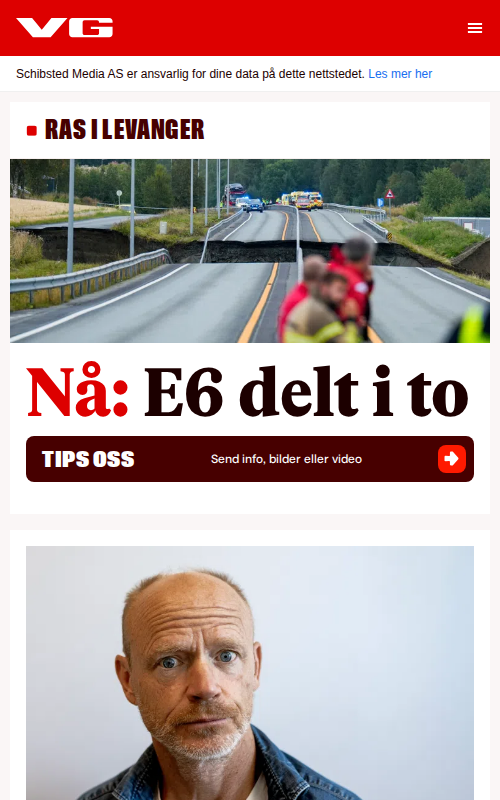 VG
Schibsted Media AS er ansvarlig for dine data på dette nettstedet. Les mer her
RAS I LEVANGER
Nå: E6 delt i to
TIPS OSS
Send info, bilder eller video